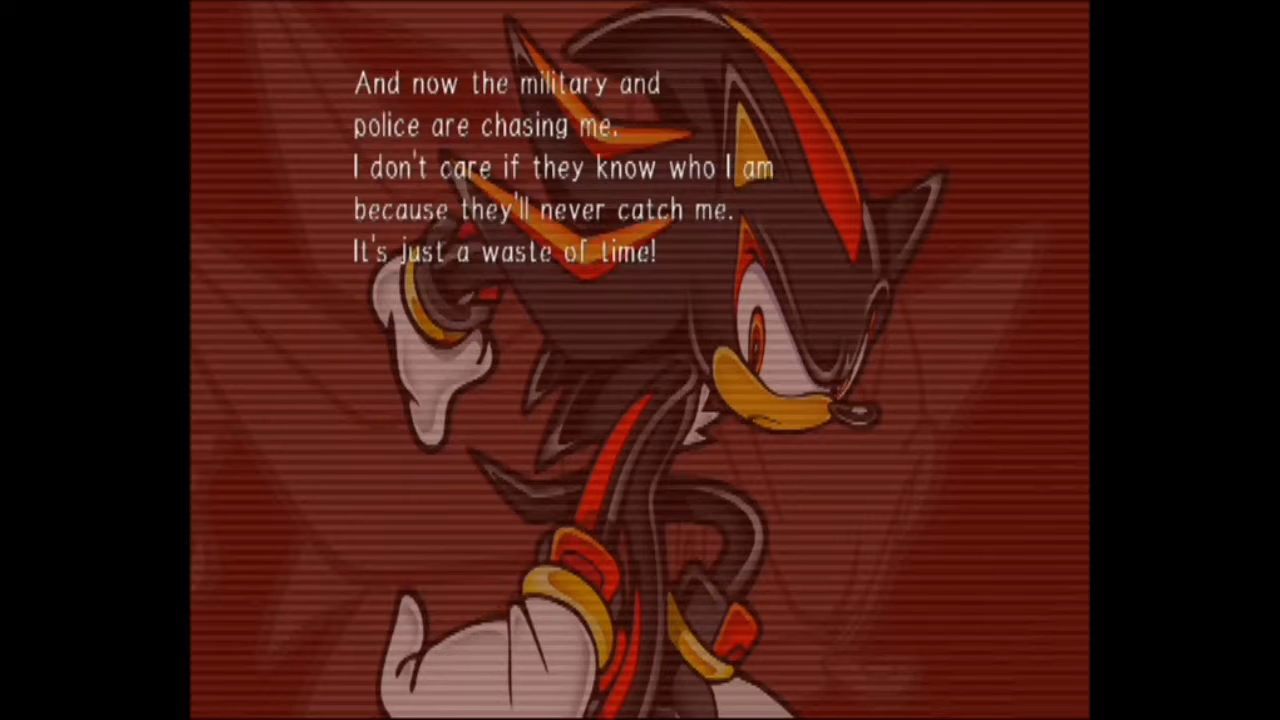 And now the military and
police are chasing me.
I don't care if they know who I am
because they'll never catch me.
It's just a waste of time!